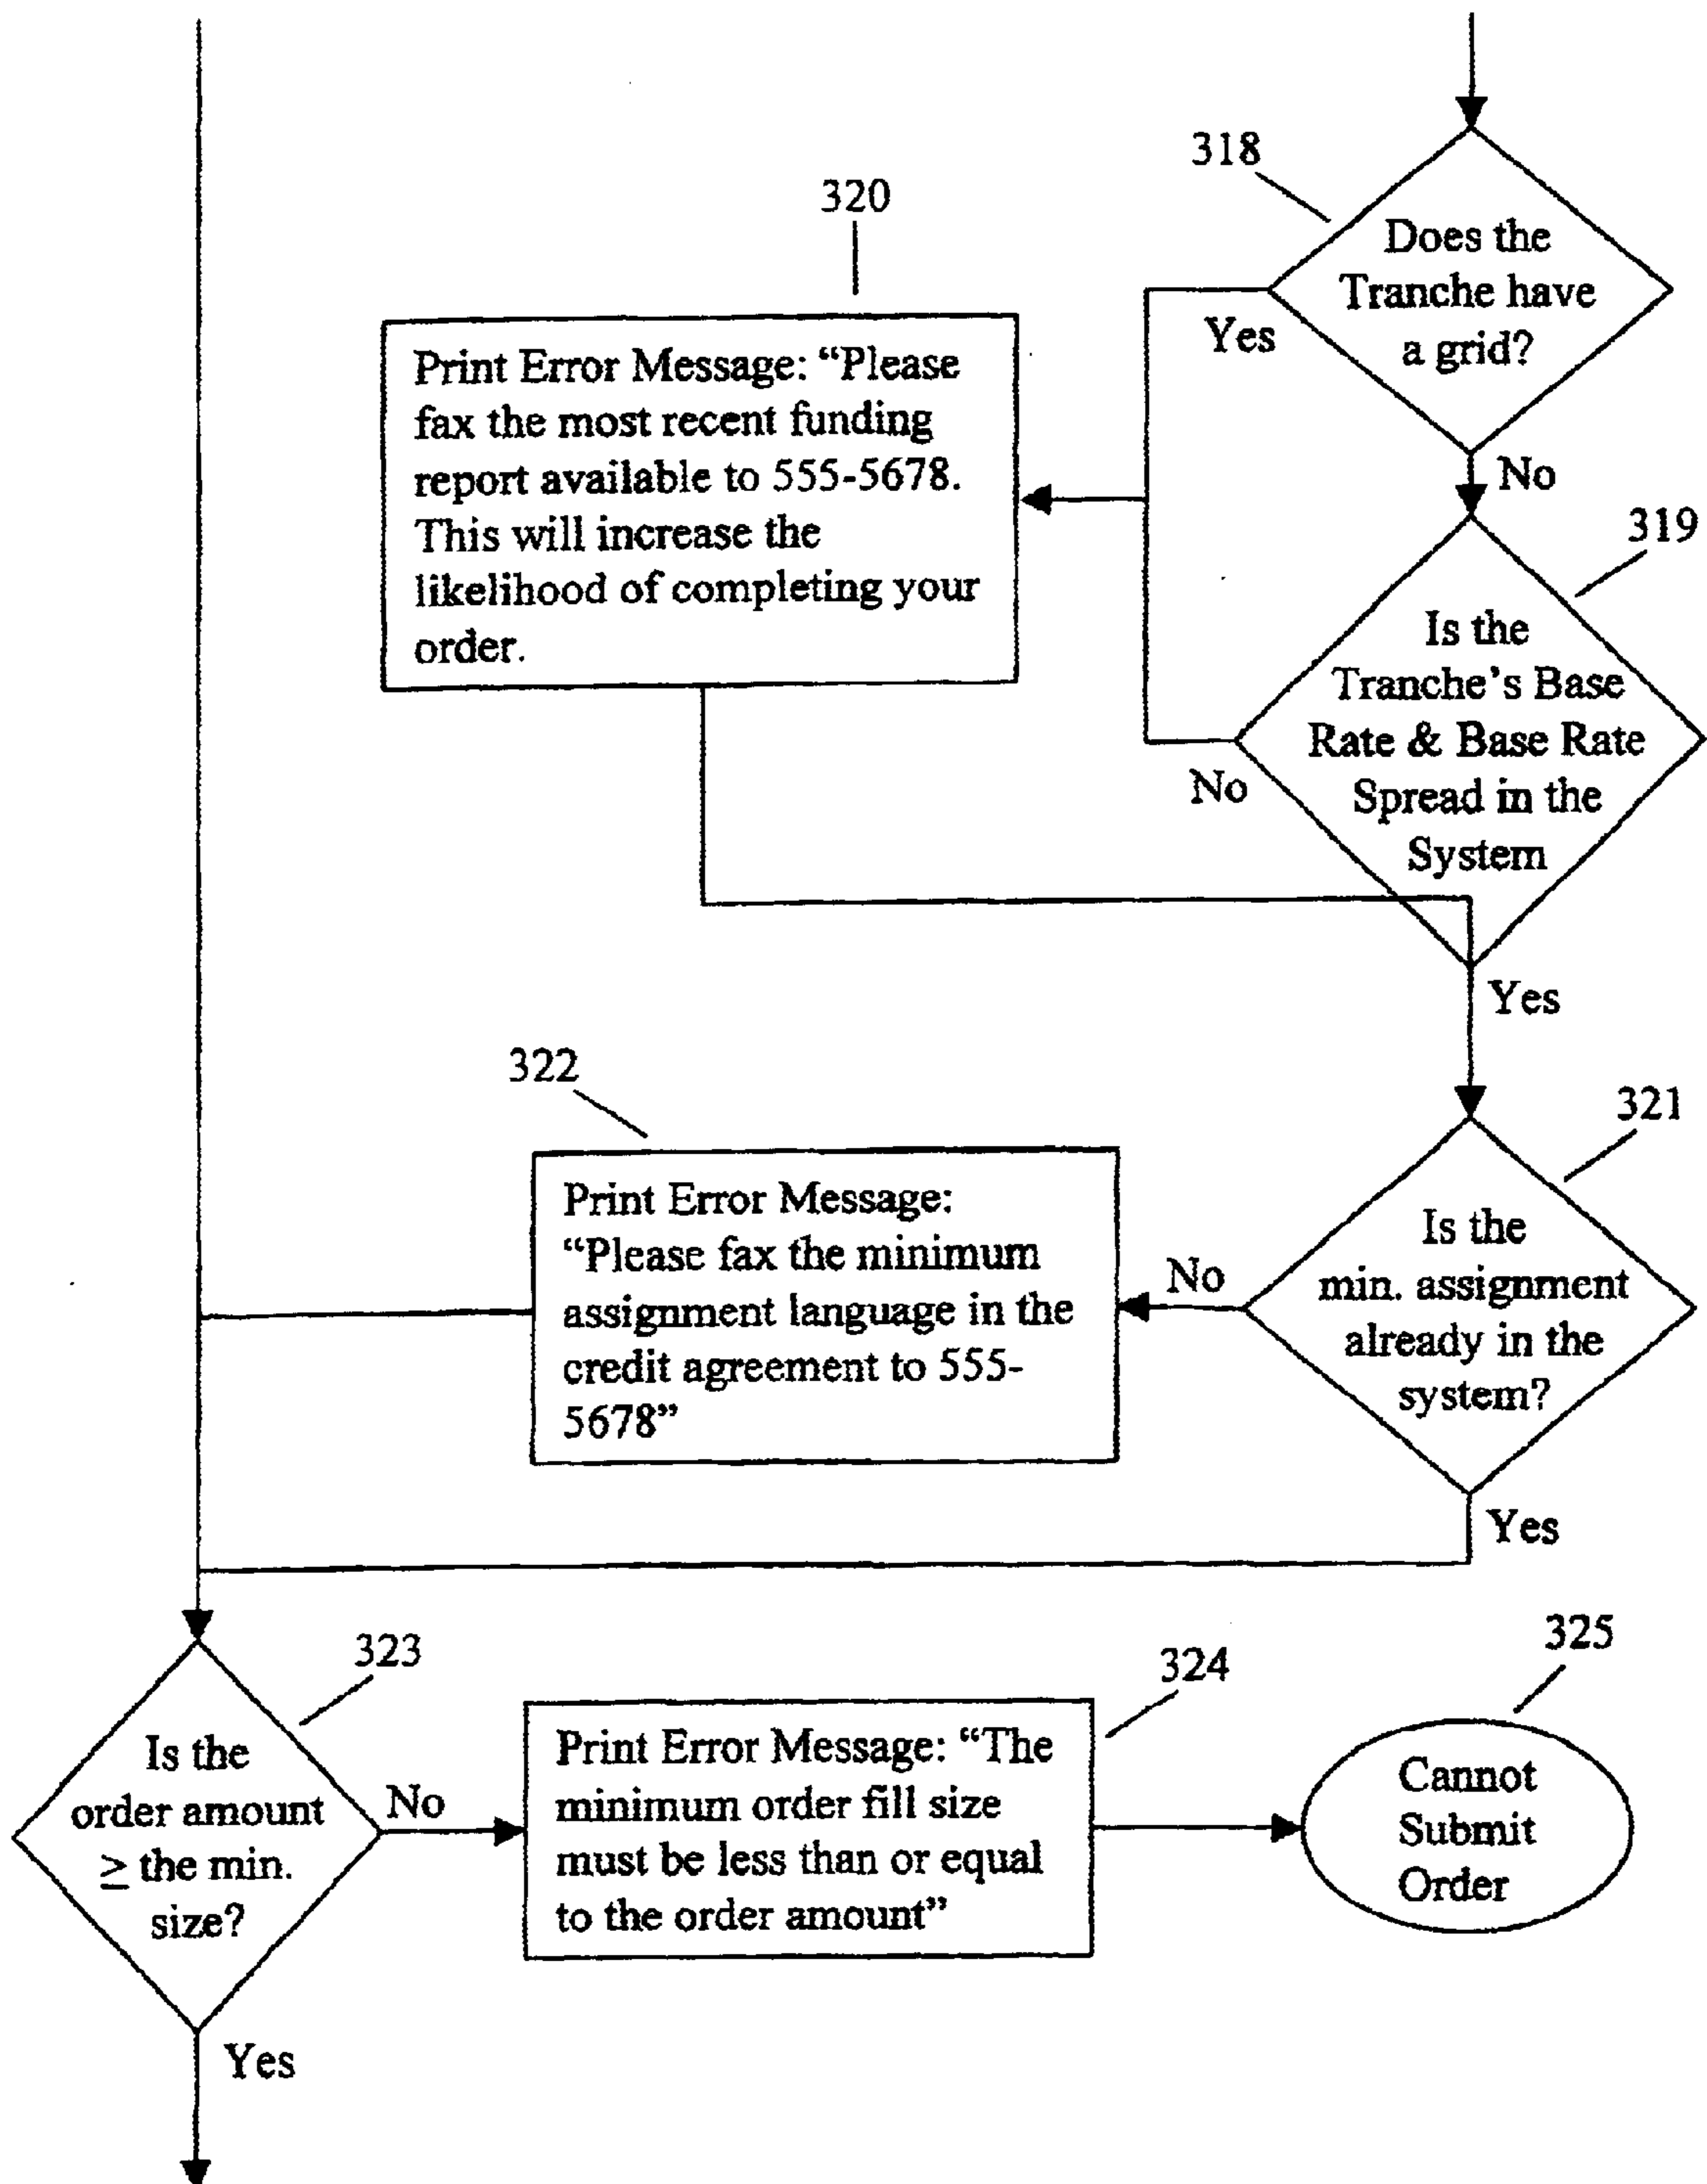 318
Does the
Tranche have
a grid?
Yes
No
320
Print Error Message: “Please
fax the most recent funding
report available to 555-5678.
This will increase the
likelihood of completing your
order.
319
Is the
Tranche’s Base
Rate & Base Rate
Spread in the
System
No
Yes
322
Print Error Message:
“Please fax the minimum
assignment language in the
credit agreement to 555-
5678”
321
Is the
min. assignment
already in the
system?
No
Yes
323
Is the
order amount
≥ the min.
size?
No
Yes
324
Print Error Message: “The
minimum order fill size
must be less than or equal
to the order amount”
325
Cannot
Submit
Order